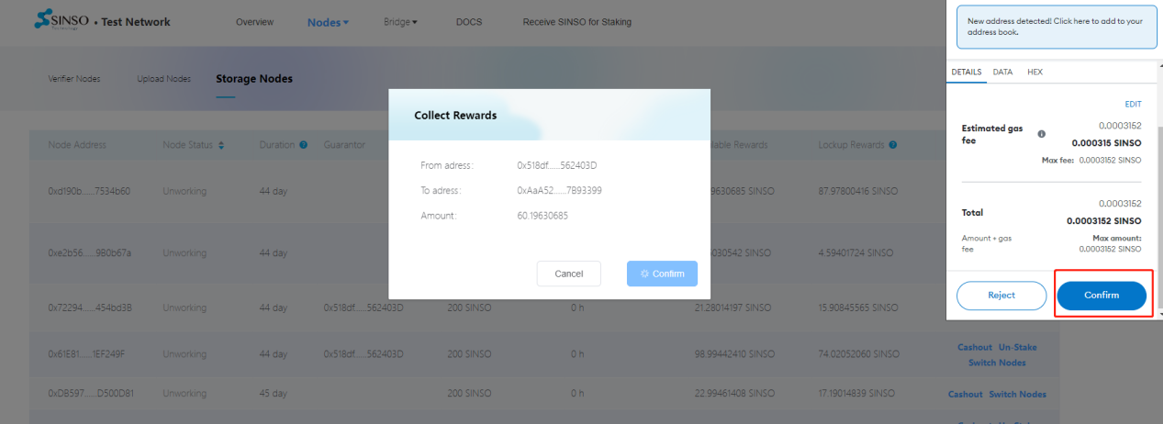 SINSO • Test Network
Overview
Nodes
Bridge
DOCS
Receive SINSO for Staking
Verifier Nodes
Upload Nodes
Storage Nodes
Node Address
Node Status
Duration
Guarantor
Rewards
Lockup Rewards
0xd190b......7534b60
Unworking
44 day
9630685 SINSO
87.97800416 SINSO
0xe2b56......9B0b67a
Unworking
44 day
030542 SINSO
4.59401724 SINSO
0x72294......454bd3B
Unworking
44 day
0x518df......562403D
200 SINSO
0 h
21.28014197 SINSO
15.90845565 SINSO
0x61E81......1EF249F
Unworking
44 day
0x518df......562403D
200 SINSO
0 h
98.99442410 SINSO
74.02052060 SINSO
Cashout Un-Stake
Switch Nodes
0xDB597......D500D81
Unworking
45 day
200 SINSO
0 h
22.99461408 SINSO
17.19014839 SINSO
Cashout Switch Nodes
Collect Rewards
From adress:
0x518df......562403D
To adress:
0xAaA52......7B93399
Amount:
60.19630685
Cancel
Confirm
New address detected! Click here to add to your
address book.
DETAILS
DATA
HEX
EDIT
Estimated gas
fee
0.0003152
0.000315 SINSO
Max fee: 0.0003152 SINSO
Total
0.0003152
0.0003152 SINSO
Amount + gas
fee
Max amount:
0.0003152 SINSO
Reject
Confirm